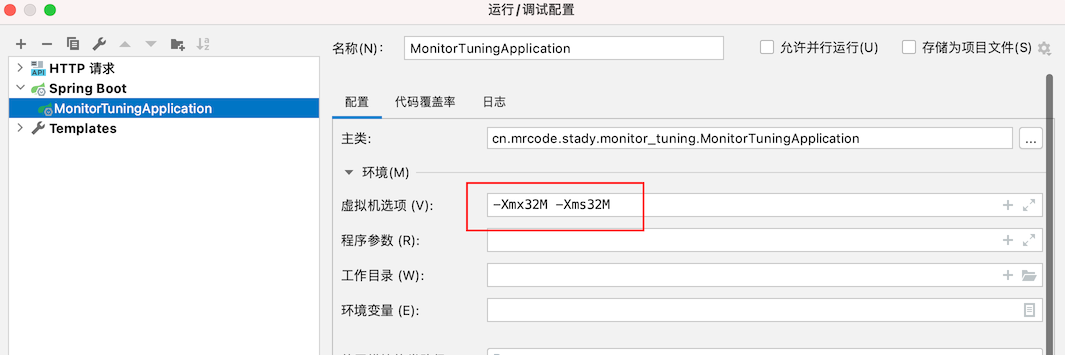 运行/调试配置
名称(N): MonitorTuningApplication 允许并行运行(U) 存储为项目文件(S)
API HTTP 请求
Spring Boot
MonitorTuningApplication
Templates
配置 代码覆盖率 日志
主类: cn.mrcode.stady.monitor_tuning.MonitorTuningApplication ...
环境(M)
虚拟机选项 (V): -Xmx32M -Xms32M
程序参数 (R):
工作目录 (W):
环境变量 (E):